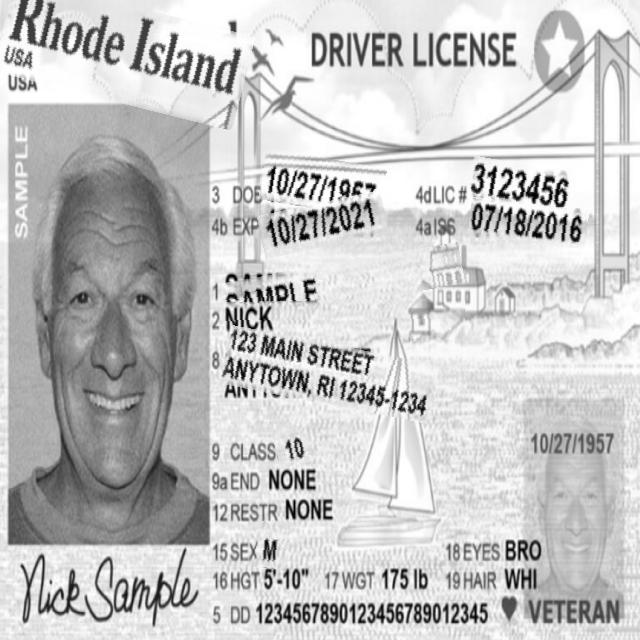 Rhode Island
USA
USA
DRIVER LICENSE
SAMPLE
3 DOB 10/27/1957 4d LIC # 3123456
4b EXP 10/27/2021 4a ISS 07/18/2016
1 SAMPLE
2 NICK
8 123 MAIN STREET
ANYTOWN, RI 12345-1234
9 CLASS 10
9a END NONE
12 RESTR NONE
10/27/1957
15 SEX M 18 EYES BRO
16 HGT 5'-10" 17 WGT 175 lb 19 HAIR WHI
5 DD 1234567890123456789012345 VETERAN
Nick Sample